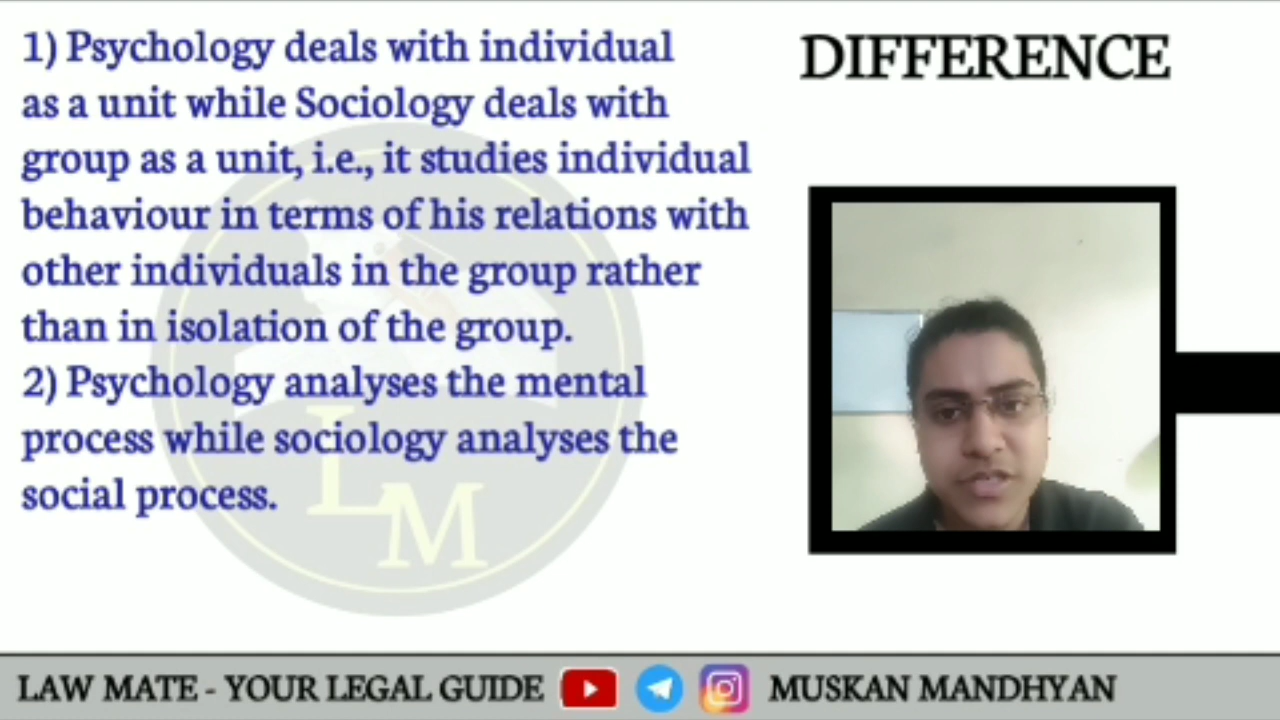 1) Psychology deals with individual
as a unit while Sociology deals with
group as a unit, i.e., it studies individual
behaviour in terms of his relations with
other individuals in the group rather
than in isolation of the group.
2) Psychology analyses the mental
process while sociology analyses the
social process.
DIFFERENCE
LM
LAW MATE - YOUR LEGAL GUIDE MUSKAN MANDHYAN